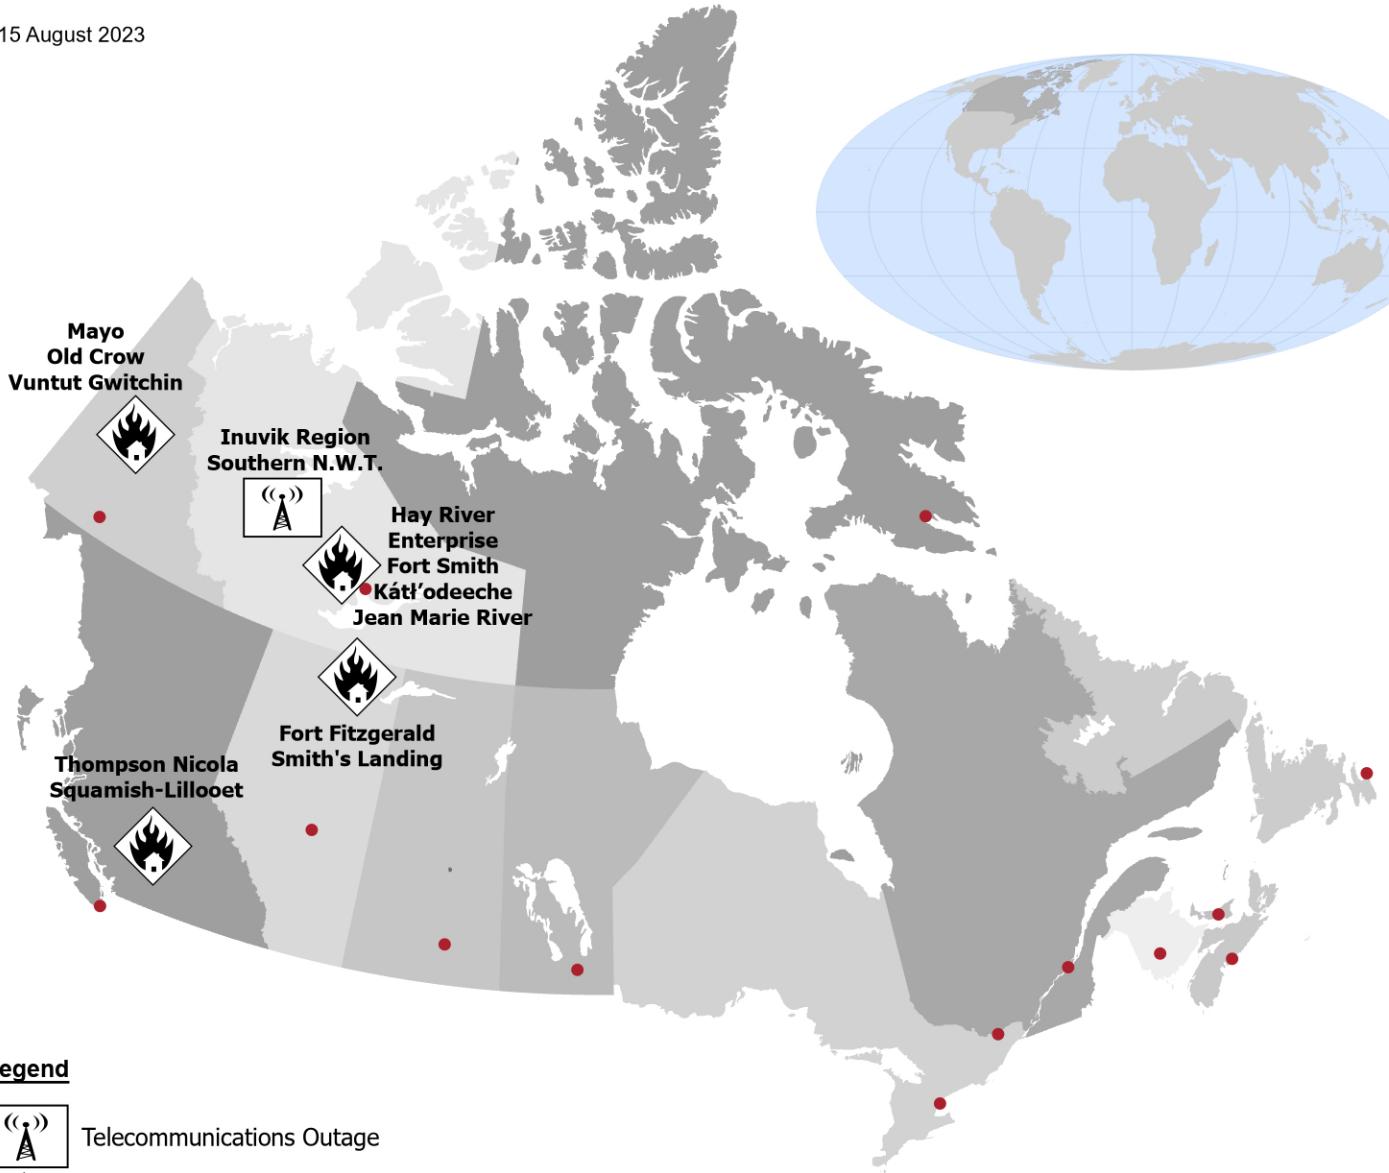 15 August 2023
Mayo
Old Crow
Vuntut Gwitchin
Inuvik Region
Southern N.W.T.
Hay River
Enterprise
Fort Smith
Kátł’odeeche
Jean Marie River
Fort Fitzgerald
Smith's Landing
Thompson Nicola
Squamish-Lillooet
egend
Telecommunications Outage